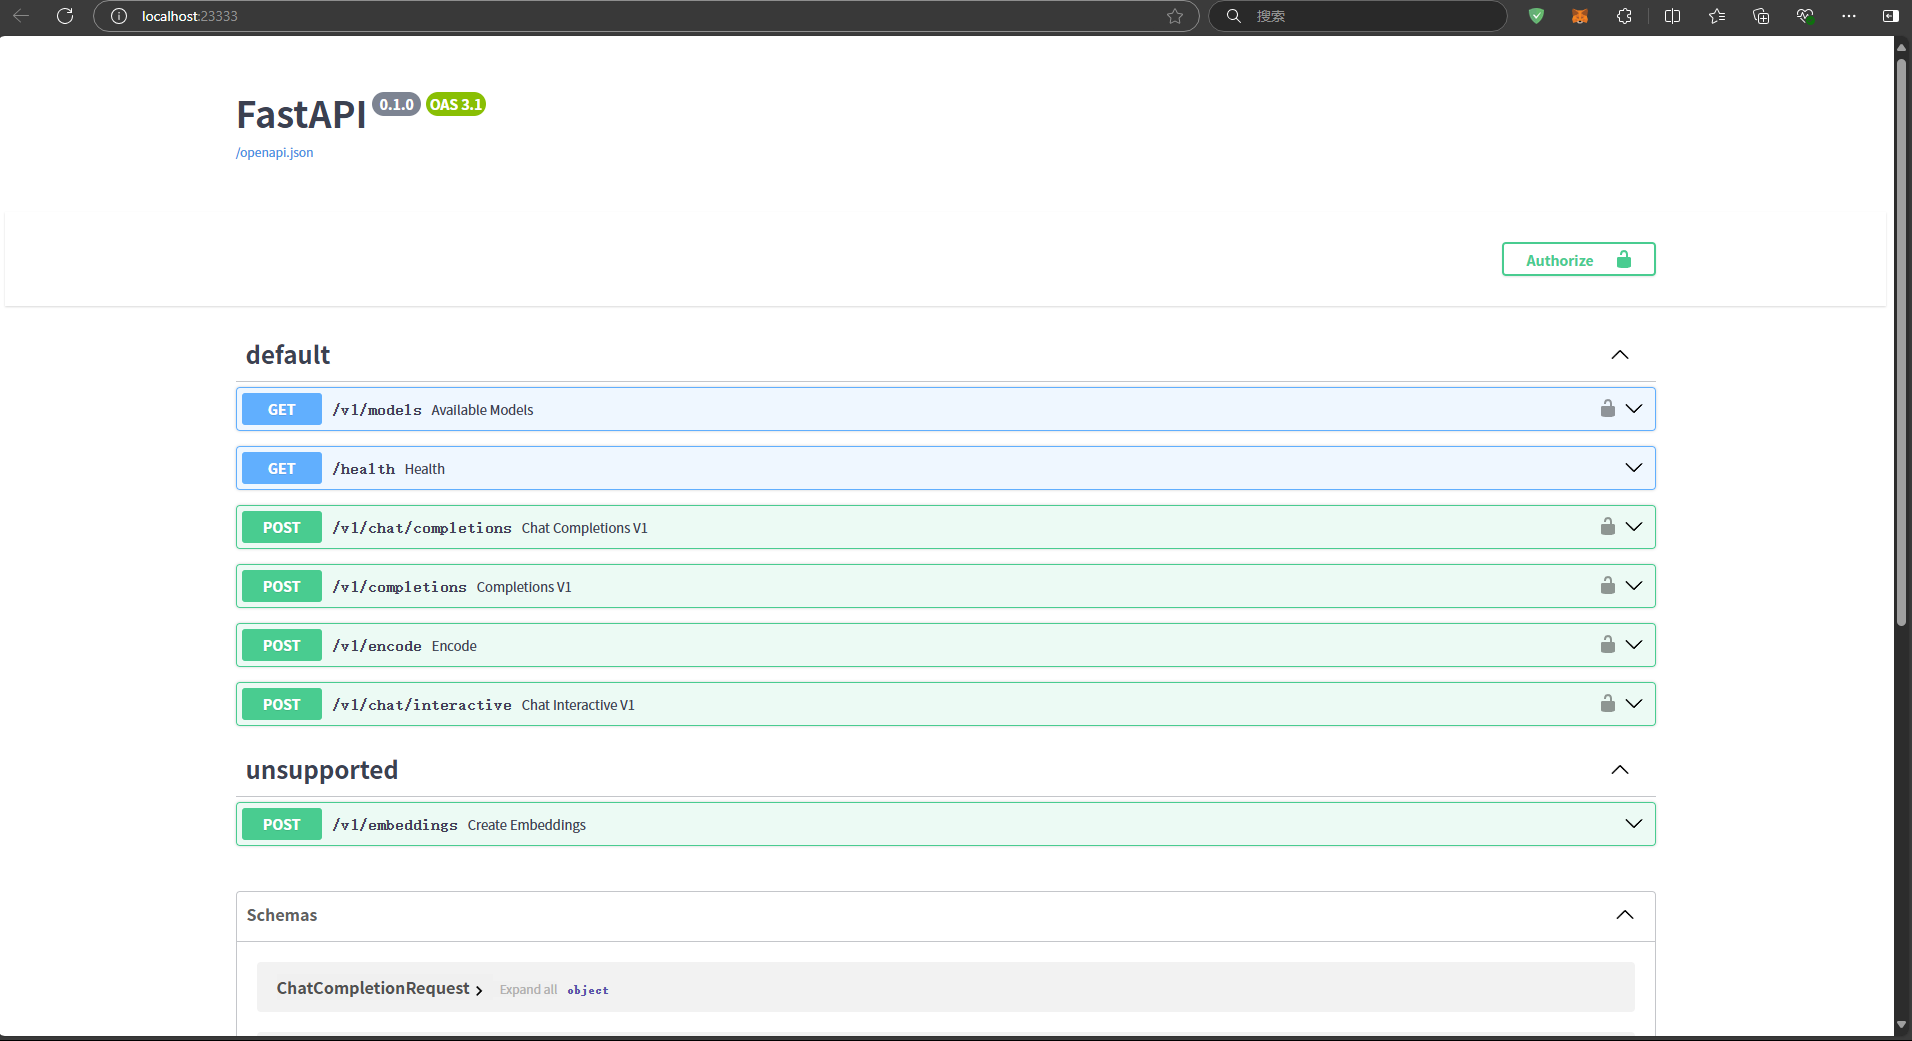 localhost:23333
搜索
FastAPI 0.1.0 OAS 3.1
/openapi.json
Authorize
default
GET /v1/models Available Models
GET /health Health
POST /v1/chat/completions Chat Completions V1
POST /v1/completions Completions V1
POST /v1/encode Encode
POST /v1/chat/interactive Chat Interactive V1
unsupported
POST /v1/embeddings Create Embeddings
Schemas
ChatCompletionRequest Expand all object